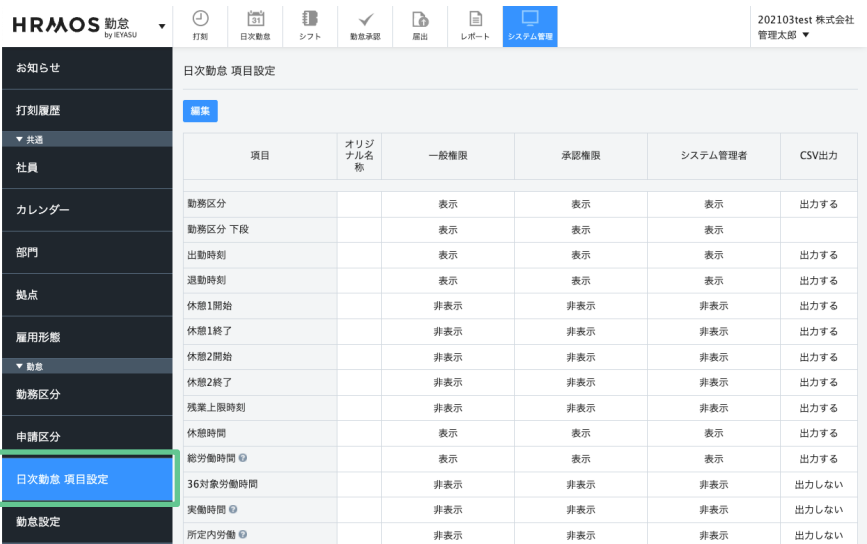 HRMOS 勤怠 ▼
by IEYASU
打刻
31
日次勤怠
シフト
勤怠承認
届出
レポート
システム管理
202103test 株式会社
管理太郎 ▼
お知らせ
打刻履歴
▼ 共通
社員
カレンダー
部門
拠点
雇用形態
▼ 勤怠
勤務区分
申請区分
日次勤怠 項目設定
勤怠設定
日次勤怠 項目設定
編集
項目 オリジナル名称 一般権限 承認権限 システム管理者 CSV出力
勤務区分 表示 表示 表示 出力する
勤務区分 下段 表示 表示 表示
出勤時刻 表示 表示 表示 出力する
退勤時刻 表示 表示 表示 出力する
休憩1開始 非表示 非表示 非表示 出力する
休憩1終了 非表示 非表示 非表示 出力する
休憩2開始 非表示 非表示 非表示 出力する
休憩2終了 非表示 非表示 非表示 出力する
残業上限時刻 非表示 非表示 非表示 出力する
休憩時間 表示 表示 表示 出力する
総労働時間 ? 表示 表示 表示 出力する
36対象労働時間 非表示 非表示 非表示 出力しない
実働時間 ? 非表示 非表示 非表示 出力しない
所定内労働 ? 非表示 非表示 非表示 出力しない